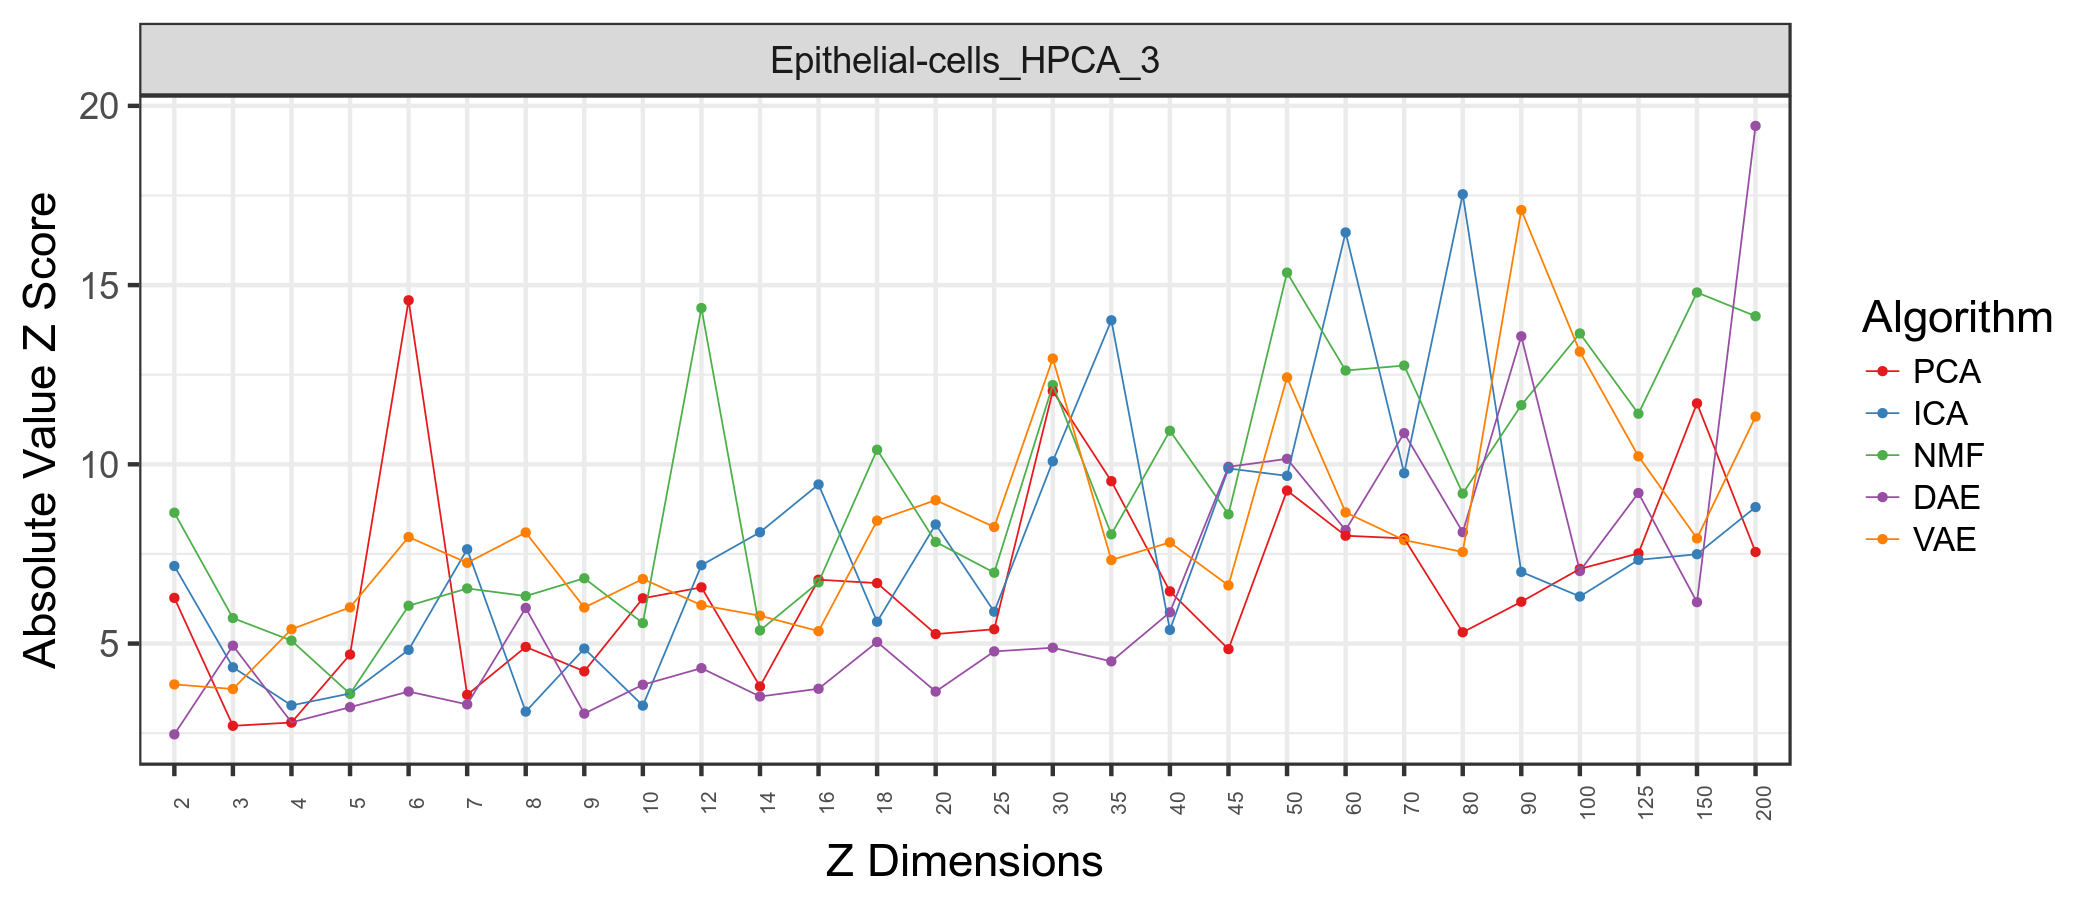 Epithelial-cells_HPCA_3
20
15
10
5
Absolute Value Z Score
2 3 4 5 6 7 8 9 10 12 14 16 18 20 25 30 35 40 45 50 60 70 80 90 100 125 150 200
Z Dimensions
Algorithm
PCA
ICA
NMF
DAE
VAE